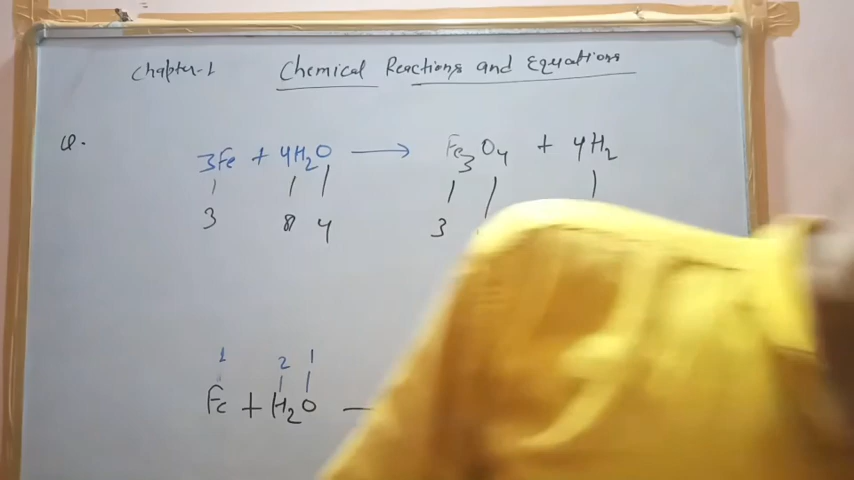 Chapter-1 Chemical Reactions and Equations
Q. 3Fe + 4H₂O ⟶ Fe₃O₄ + 4H₂
3 8 4 3
1 2 1
Fe + H₂O —